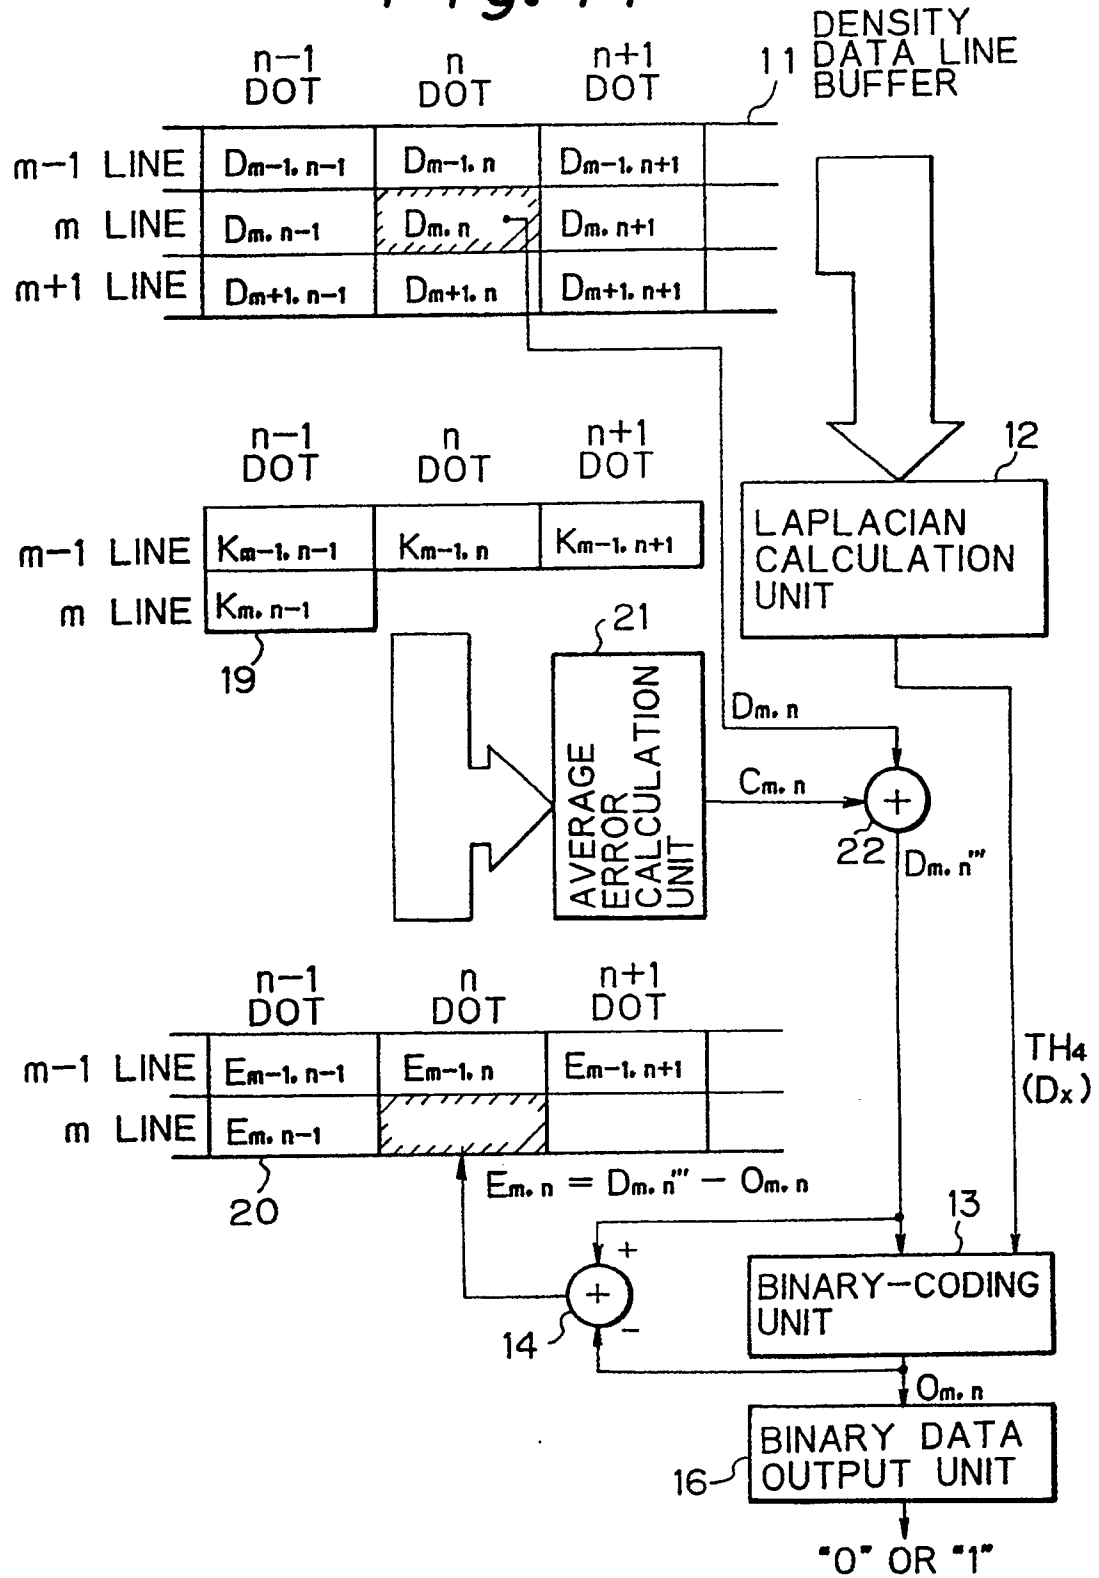 DENSITY
11 DATA LINE
BUFFER
n-1 DOT
n DOT
n+1 DOT
m-1 LINE Dm-1. n-1 Dm-1. n Dm-1. n+1
m LINE Dm. n-1 Dm. n Dm. n+1
m+1 LINE Dm+1. n-1 Dm+1. n Dm+1. n+1
n-1 DOT
n DOT
n+1 DOT
12
LAPLACIAN
CALCULATION
UNIT
m-1 LINE Km-1. n-1 Km-1. n Km-1. n+1
m LINE Km. n-1
19
21
AVERAGE
ERROR
CALCULATION
UNIT
Dm. n
Cm. n
+
22
Dm. n'''
n-1 DOT
n DOT
n+1 DOT
m-1 LINE Em-1. n-1 Em-1. n Em-1. n+1
m LINE Em. n-1
20
TH4
(Dx)
Em. n = Dm. n''' - Om. n
13
+
+
-
14
BINARY-CODING
UNIT
Om. n
BINARY DATA
OUTPUT UNIT
16
"0" OR "1"